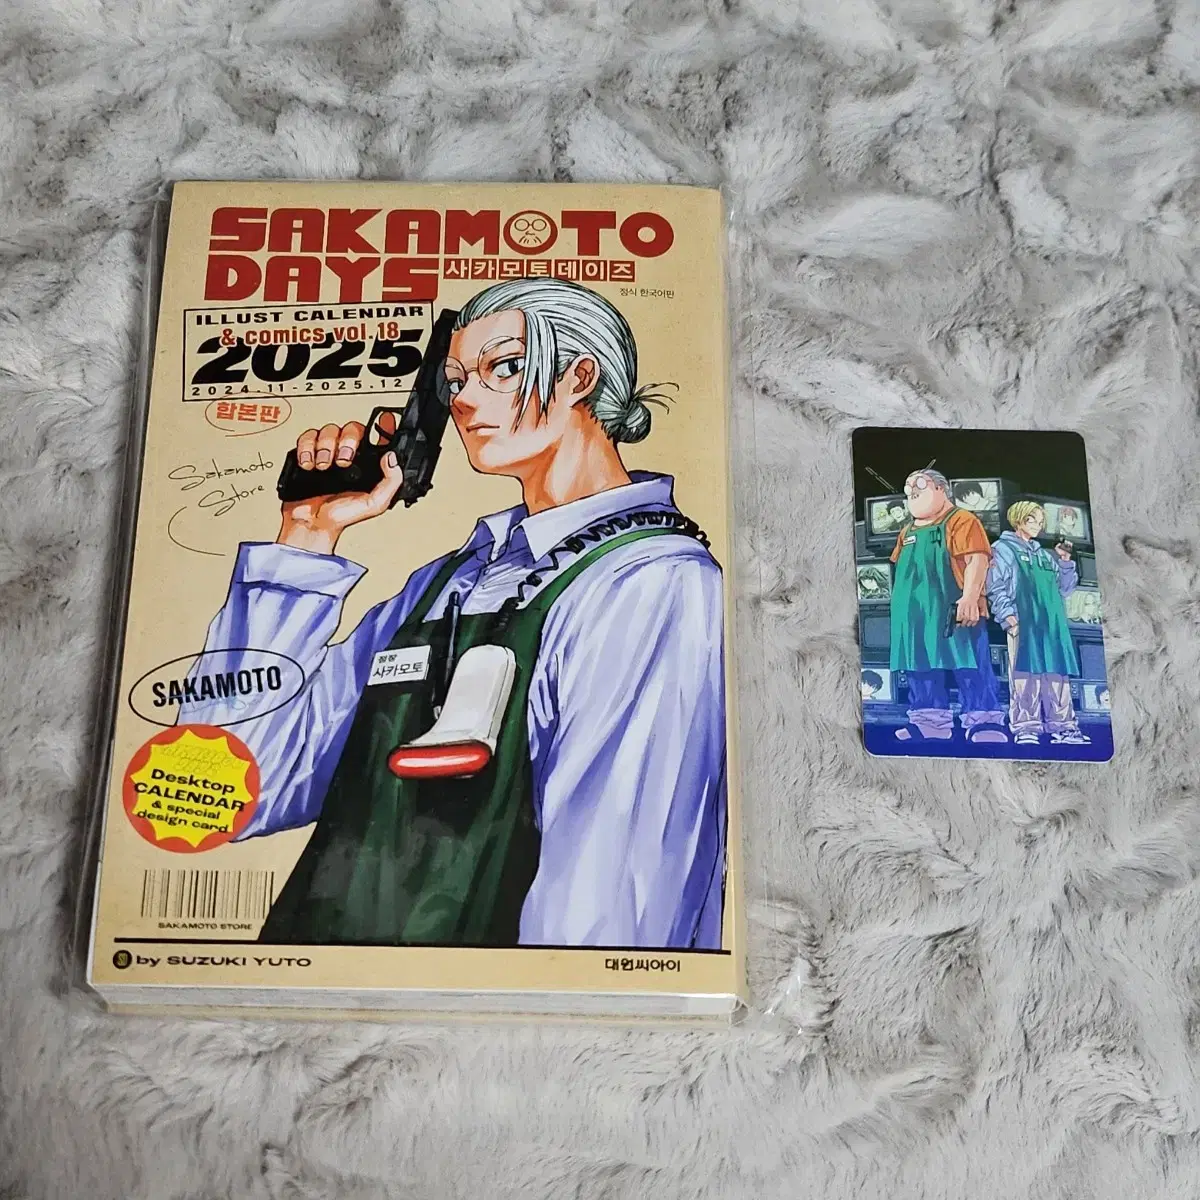 SAKAMOTO
DAYS
사카모토데이즈
정식 한국어판
ILLUST CALENDAR
& comics vol.18
2025
2024.11-2025.12
합본판
Sakamoto
Store
점장
사카모토
SAKAMOTO
Desktop
CALENDAR
& special
design card
SAKAMOTO STORE
by SUZUKI YUTO
대원씨아이